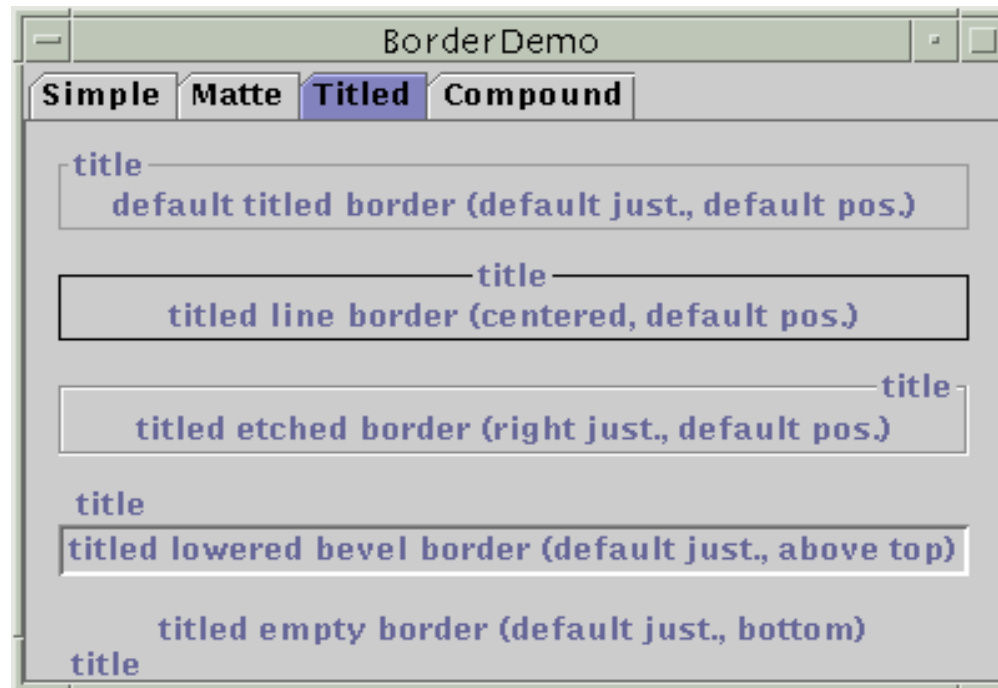 BorderDemo
Simple Matte Titled Compound
title
default titled border (default just., default pos.)
title
titled line border (centered, default pos.)
title
titled etched border (right just., default pos.)
title
titled lowered bevel border (default just., above top)
titled empty border (default just., bottom)
title